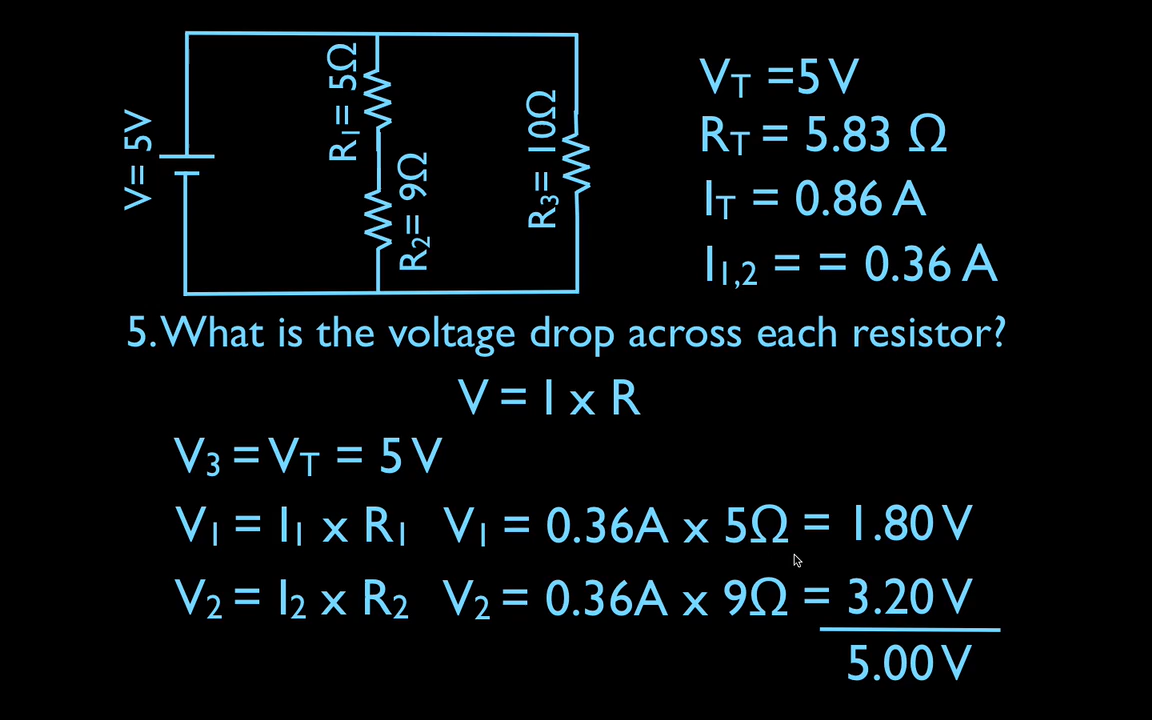 V= 5V
R1= 5Ω
R2= 9Ω
R3= 10Ω
VT =5 V
RT = 5.83 Ω
IT = 0.86 A
I1,2 = = 0.36 A
5. What is the voltage drop across each resistor?
V = I x R
V3 = VT = 5 V
V1 = I1 x R1 V1 = 0.36A x 5Ω = 1.80 V
V2 = I2 x R2 V2 = 0.36A x 9Ω = 3.20 V
5.00 V